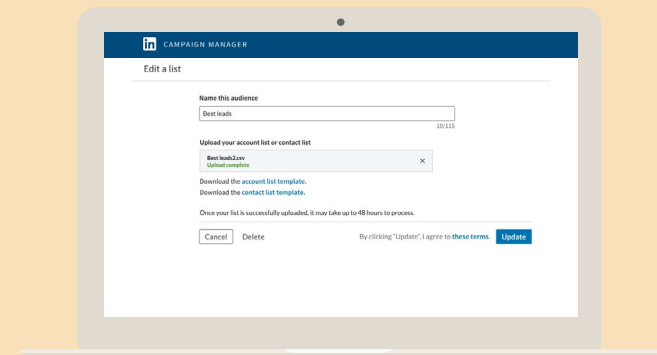 in CAMPAIGN MANAGER
Edit a list
Name this audience
Best leads
10/115
Upload your account list or contact list
Best leads2.csv
Upload complete
×
Download the account list template.
Download the contact list template.
Once your list is successfully uploaded, it may take up to 48 hours to process.
Cancel Delete By clicking "Update", I agree to these terms. Update